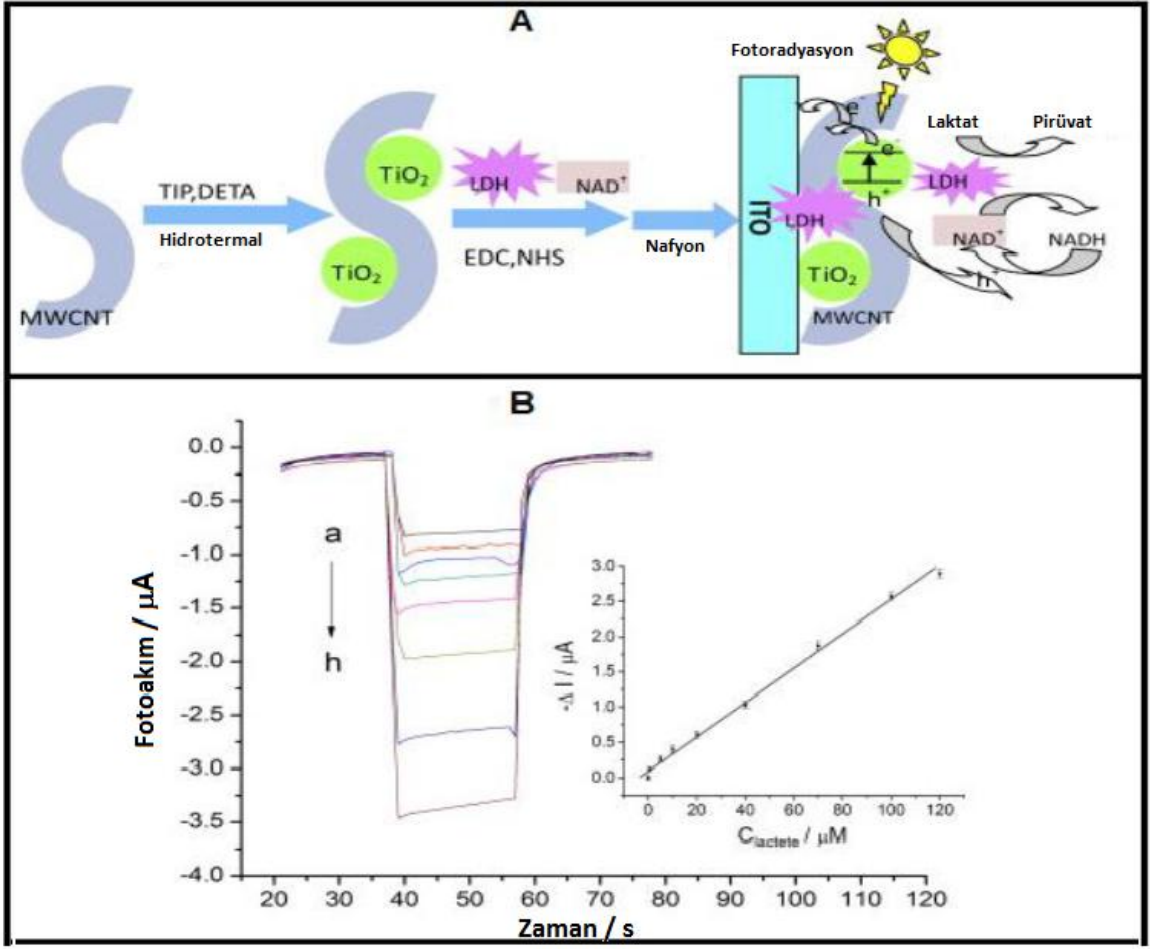 A
Fotoradyasyon
Laktat
Pirüvat
e⁻
e⁻
TiO₂
LDH
NAD⁺
LDH
TIP,DETA
h⁺
LDH
ITO
Hidrotermal
Nafyon
NAD⁺
NADH
EDC,NHS
TiO₂
TiO₂
h⁺
MWCNT
MWCNT
B
0.0
-0.5
-1.0
-1.5
-2.0
-2.5
-3.0
-3.5
-4.0
Fotoakım / µA
a
h
3.0
2.5
2.0
1.5
1.0
0.5
0.0
-Δ I / µA
0 20 40 60 80 100 120
Clactete / µM
20 30 40 50 60 70 80 90 100 110 120
Zaman / s